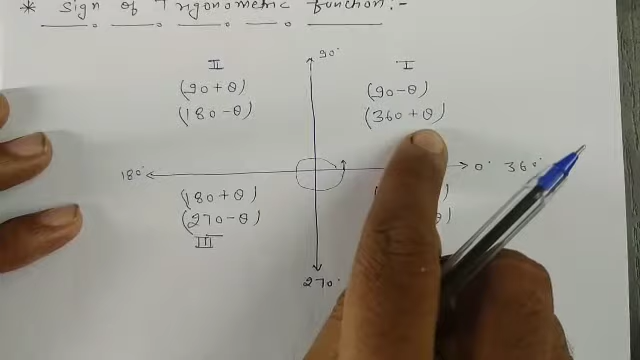 * Sign of Trigonometric function :-
90°
II
I
(90 + θ)
(90 - θ)
(180 - θ)
(360 + θ)
180°
0° 360°
(180 + θ)
(270 - θ)
III
270°